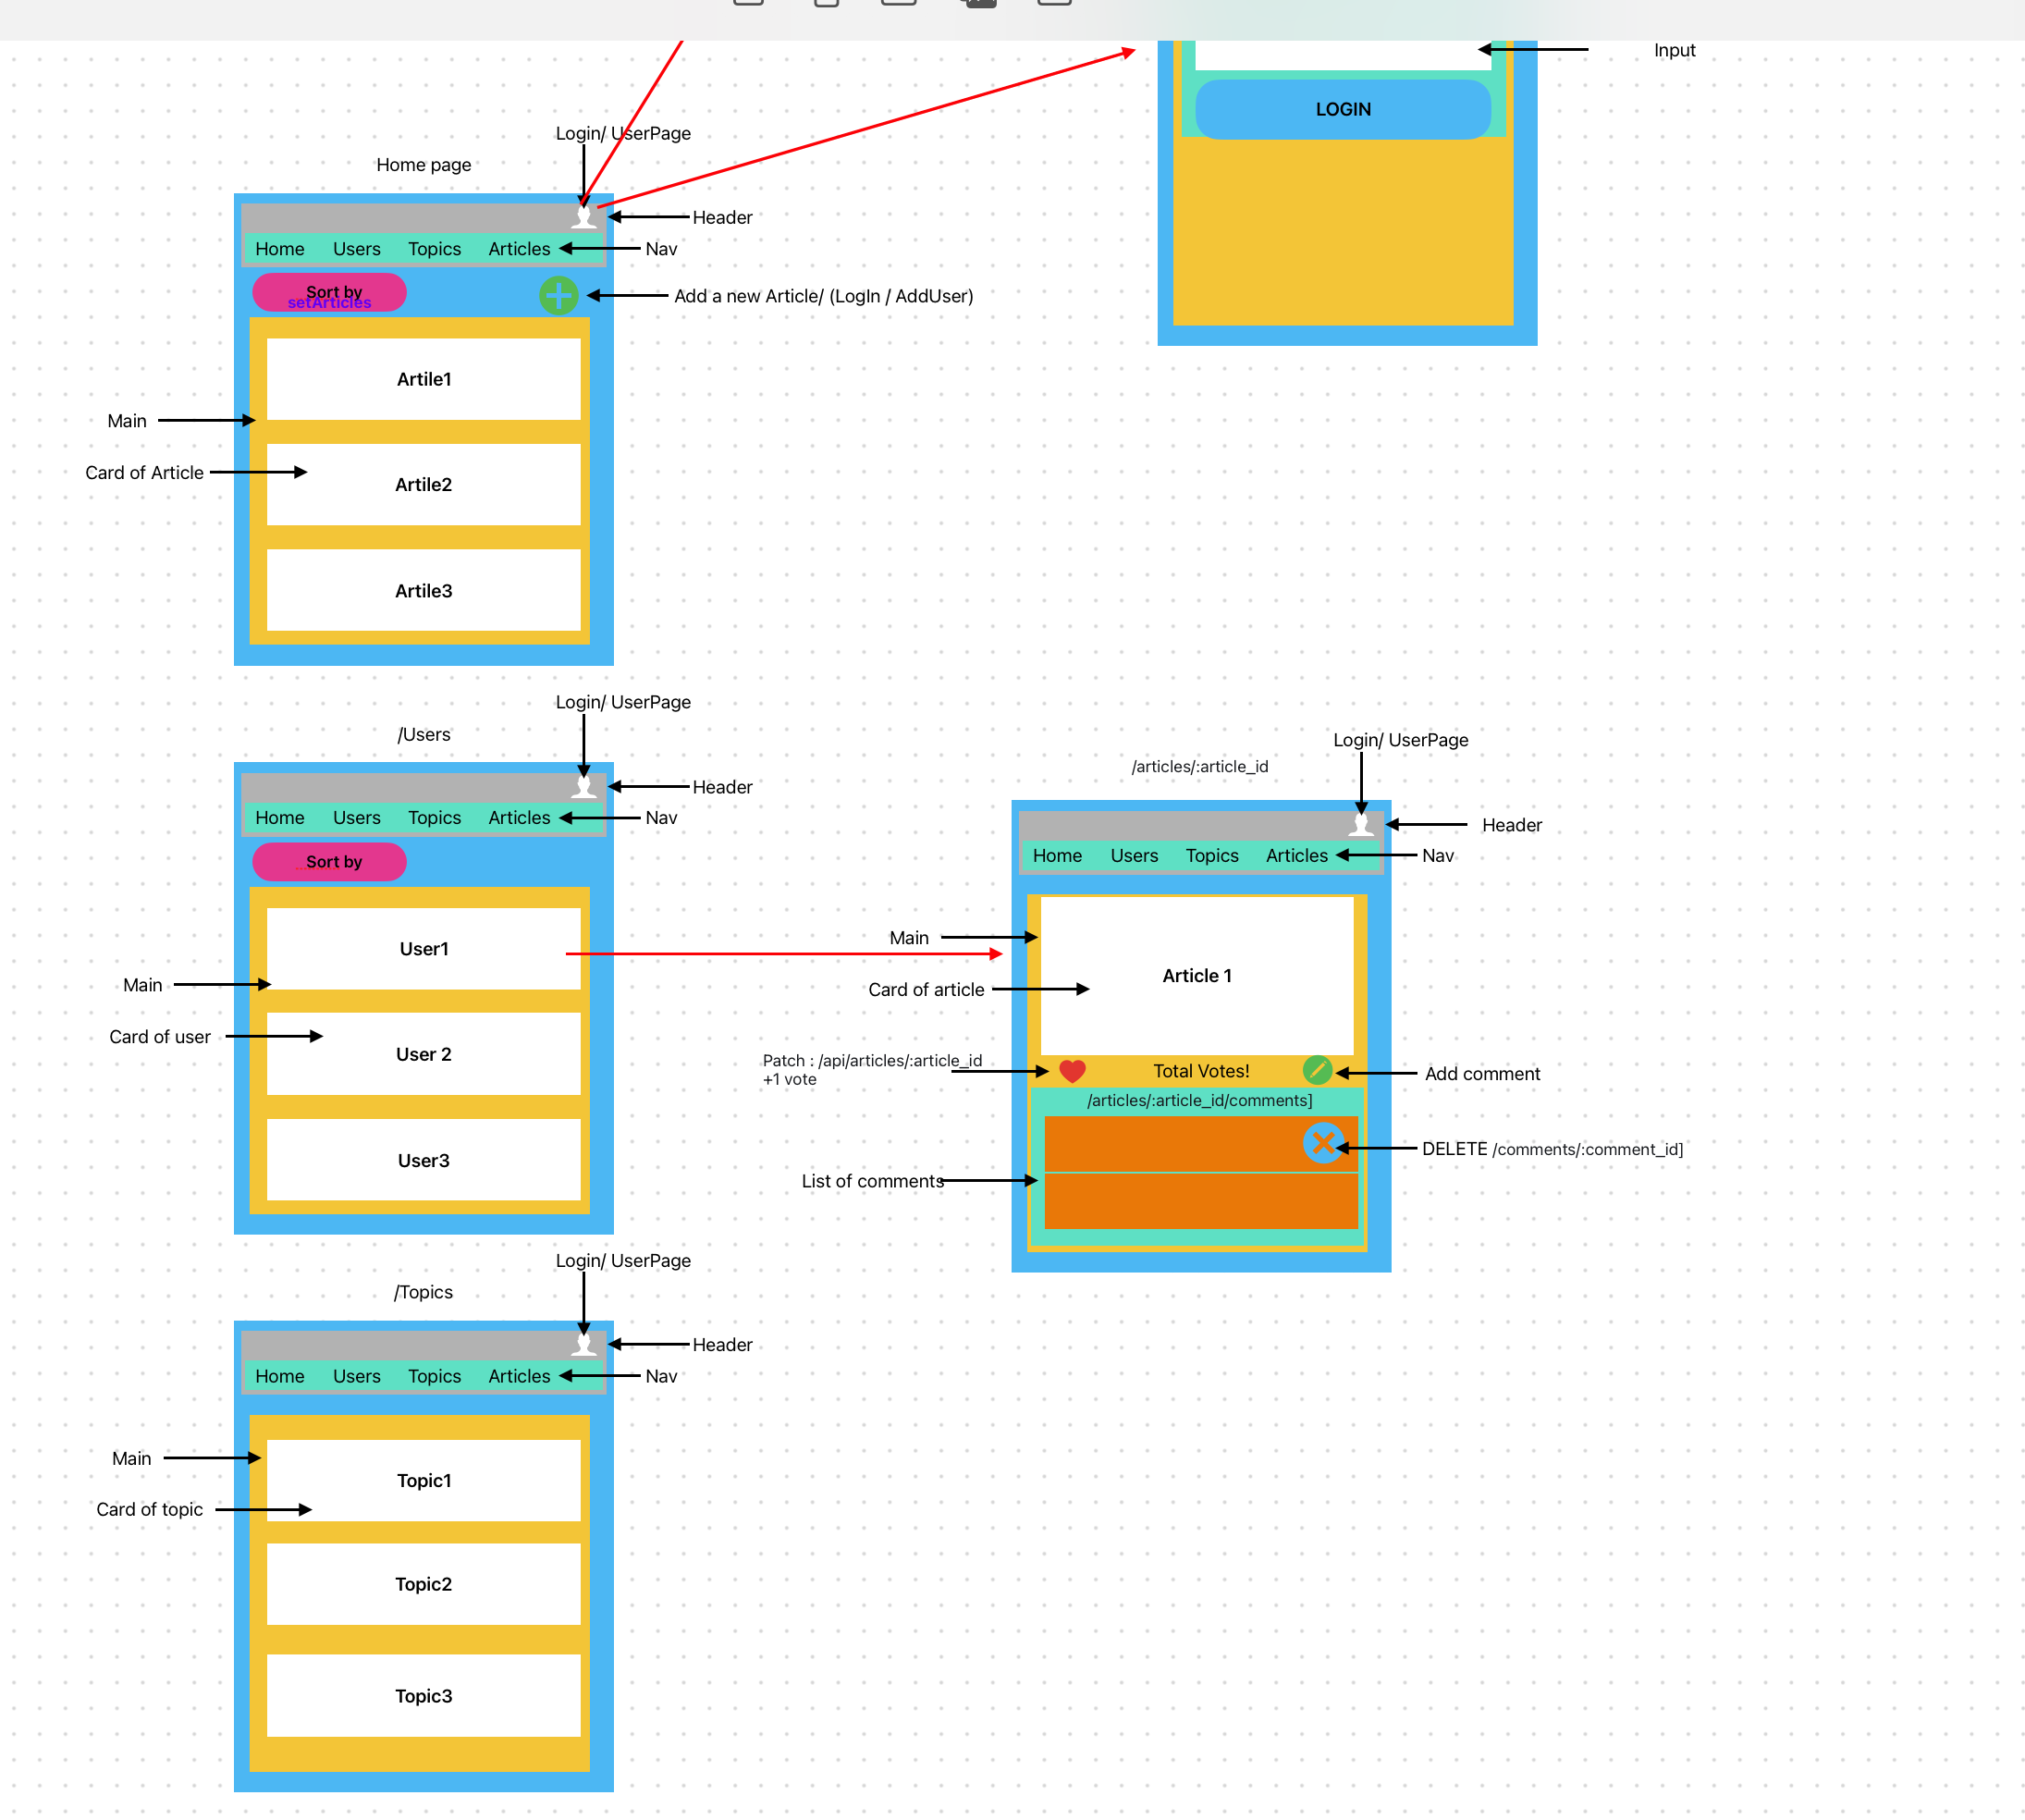 Input
LOGIN
Login/ UserPage
Home page
Header
Home Users Topics Articles
Nav
Sort by
setArticles
Add a new Article/ (LogIn / AddUser)
Artile1
Main
Card of Article
Artile2
Artile3
Login/ UserPage
/Users
Header
Home Users Topics Articles
Nav
Sort by
User1
Main
Card of user
User 2
User3
Login/ UserPage
/articles/:article_id
Header
Home Users Topics Articles
Nav
Main
Article 1
Card of article
Patch : /api/articles/:article_id
+1 vote
Total Votes!
Add comment
/articles/:article_id/comments]
DELETE /comments/:comment_id]
List of comments
Login/ UserPage
/Topics
Header
Home Users Topics Articles
Nav
Main
Topic1
Card of topic
Topic2
Topic3